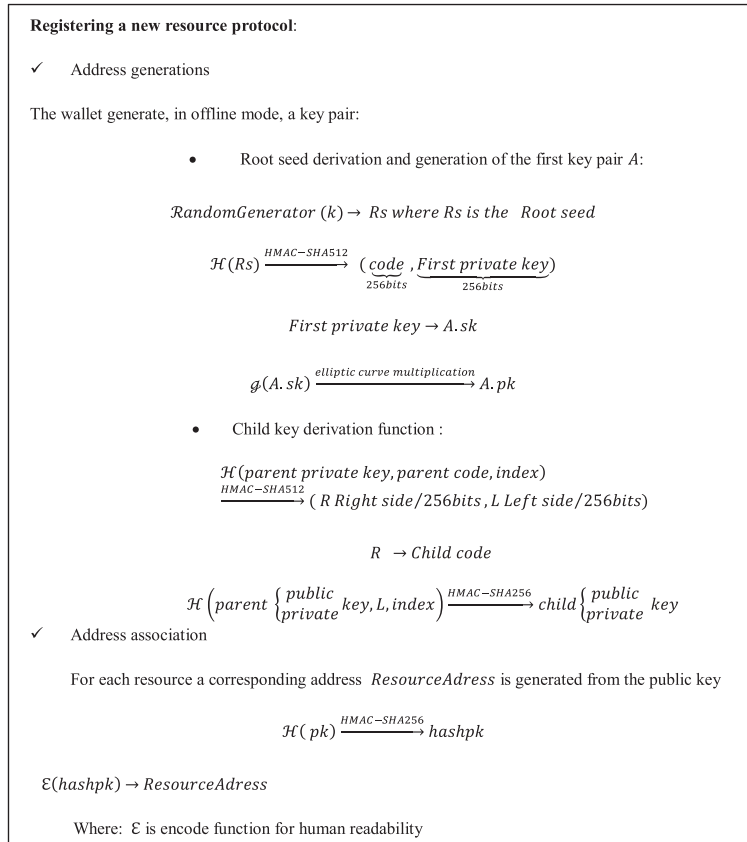 Registering a new resource protocol:
✓ Address generations
The wallet generate, in offline mode, a key pair:
• Root seed derivation and generation of the first key pair A:
ℛandomGenerator (k) → Rs where Rs is the Root seed
ℋ(Rs) HMAC−SHA512 → (code , First private key)
256bits 256bits
First private key → A.sk
ℊ(A.sk) elliptic curve multiplication → A.pk
• Child key derivation function :
ℋ(parent private key, parent code, index)
HMAC−SHA512 → ( R Right side/256bits , L Left side/256bits)
R → Child code
ℋ(parent {public private key, L, index) HMAC−SHA256 → child {public private key
✓ Address association
For each resource a corresponding address ResourceAdress is generated from the public key
ℋ( pk) HMAC−SHA256 → hashpk
Ɛ(hashpk) → ResourceAdress
Where: Ɛ is encode function for human readability